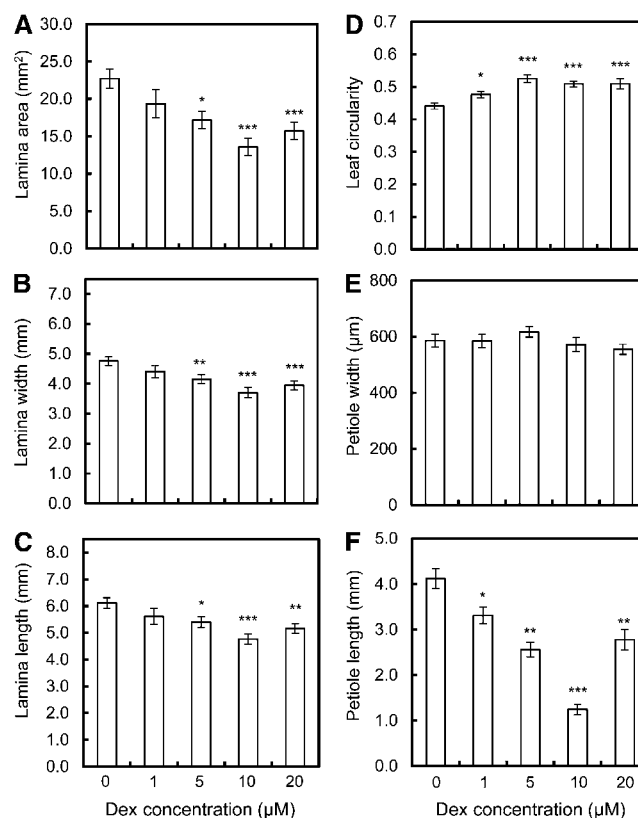 A
Lamina area (mm²)
30.0
25.0
20.0
15.0
10.0
5.0
0.0
* *** ***
B
Lamina width (mm)
7.0
6.0
5.0
4.0
3.0
2.0
1.0
0.0
** *** ***
C
Lamina length (mm)
8.0
7.0
6.0
5.0
4.0
3.0
2.0
1.0
0.0
* *** **
0 1 5 10 20
Dex concentration (µM)
D
Leaf circularity
0.7
0.6
0.5
0.4
0.3
0.2
0.1
0.0
* *** *** ***
E
Petiole width (µm)
800
600
400
200
0
F
Petiole length (mm)
5.0
4.0
3.0
2.0
1.0
0.0
* ** *** **
0 1 5 10 20
Dex concentration (µM)